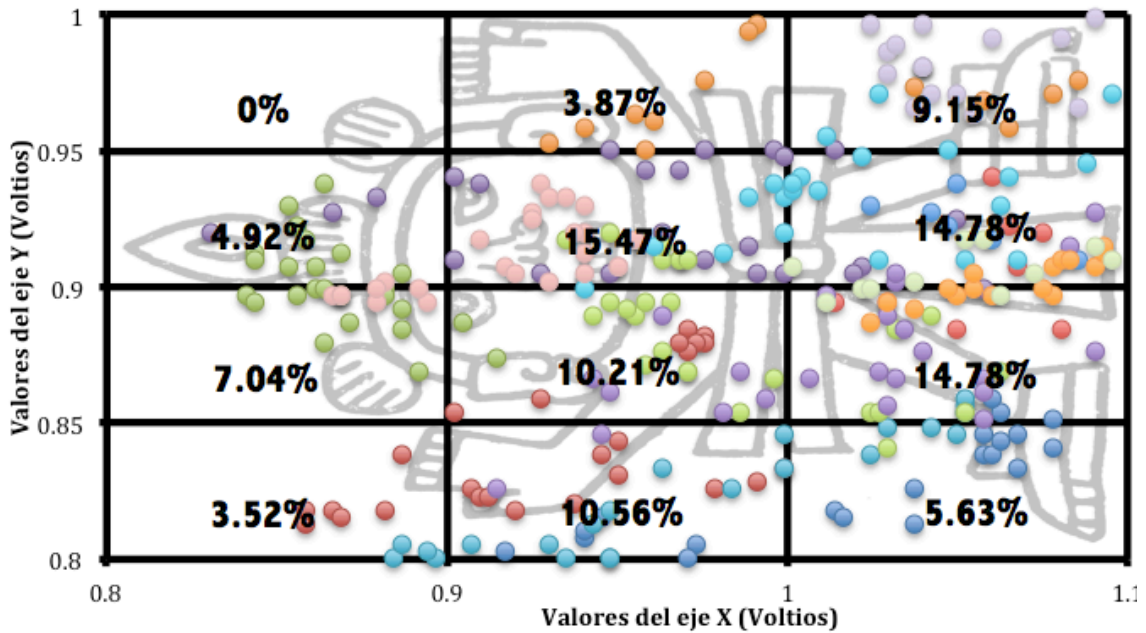 1
0% 3.87% 9.15%
0.95
4.92% 15.47% 14.78%
0.9
7.04% 10.21% 14.78%
0.85
3.52% 10.56% 5.63%
0.8
0.8 0.9 1 1.1
Valores del eje X (Voltios)
Valores del eje Y (Voltios)